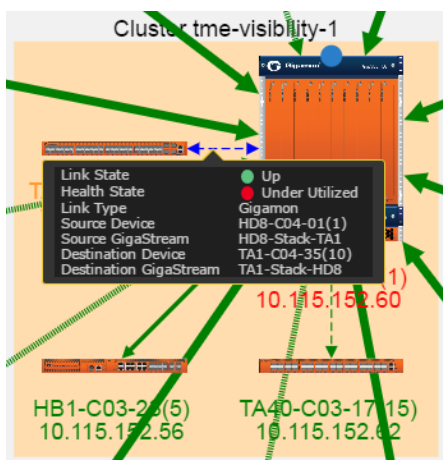 Cluster tme-visibility-1
Gigamon
Link State Up
Health State Under Utilized
Link Type Gigamon
Source Device HD8-C04-01(1)
Source GigaStream HD8-Stack-TA1
Destination Device TA1-C04-35(10)
Destination GigaStream TA1-Stack-HD8
1)
10.115.152.60
HB1-C03-23(5) TA40-C03-17(15)
10.115.152.56 10.115.152.62